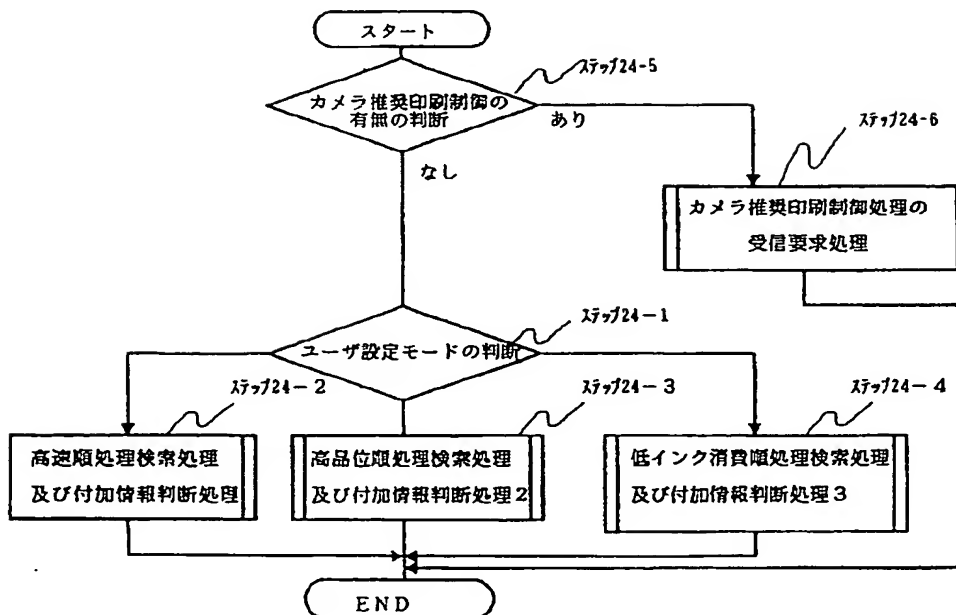 スタート
ステップ24-5
カメラ推奨印刷制御の
有無の判断
あり
なし
ステップ24-6
カメラ推奨印刷制御処理の
受信要求処理
ステップ24-1
ユーザ設定モードの判断
ステップ24-2
ステップ24-3
ステップ24-4
高速順処理検索処理
及び付加情報判断処理
高品位順処理検索処理
及び付加情報判断処理2
低インク消費順処理検索処理
及び付加情報判断処理3
END